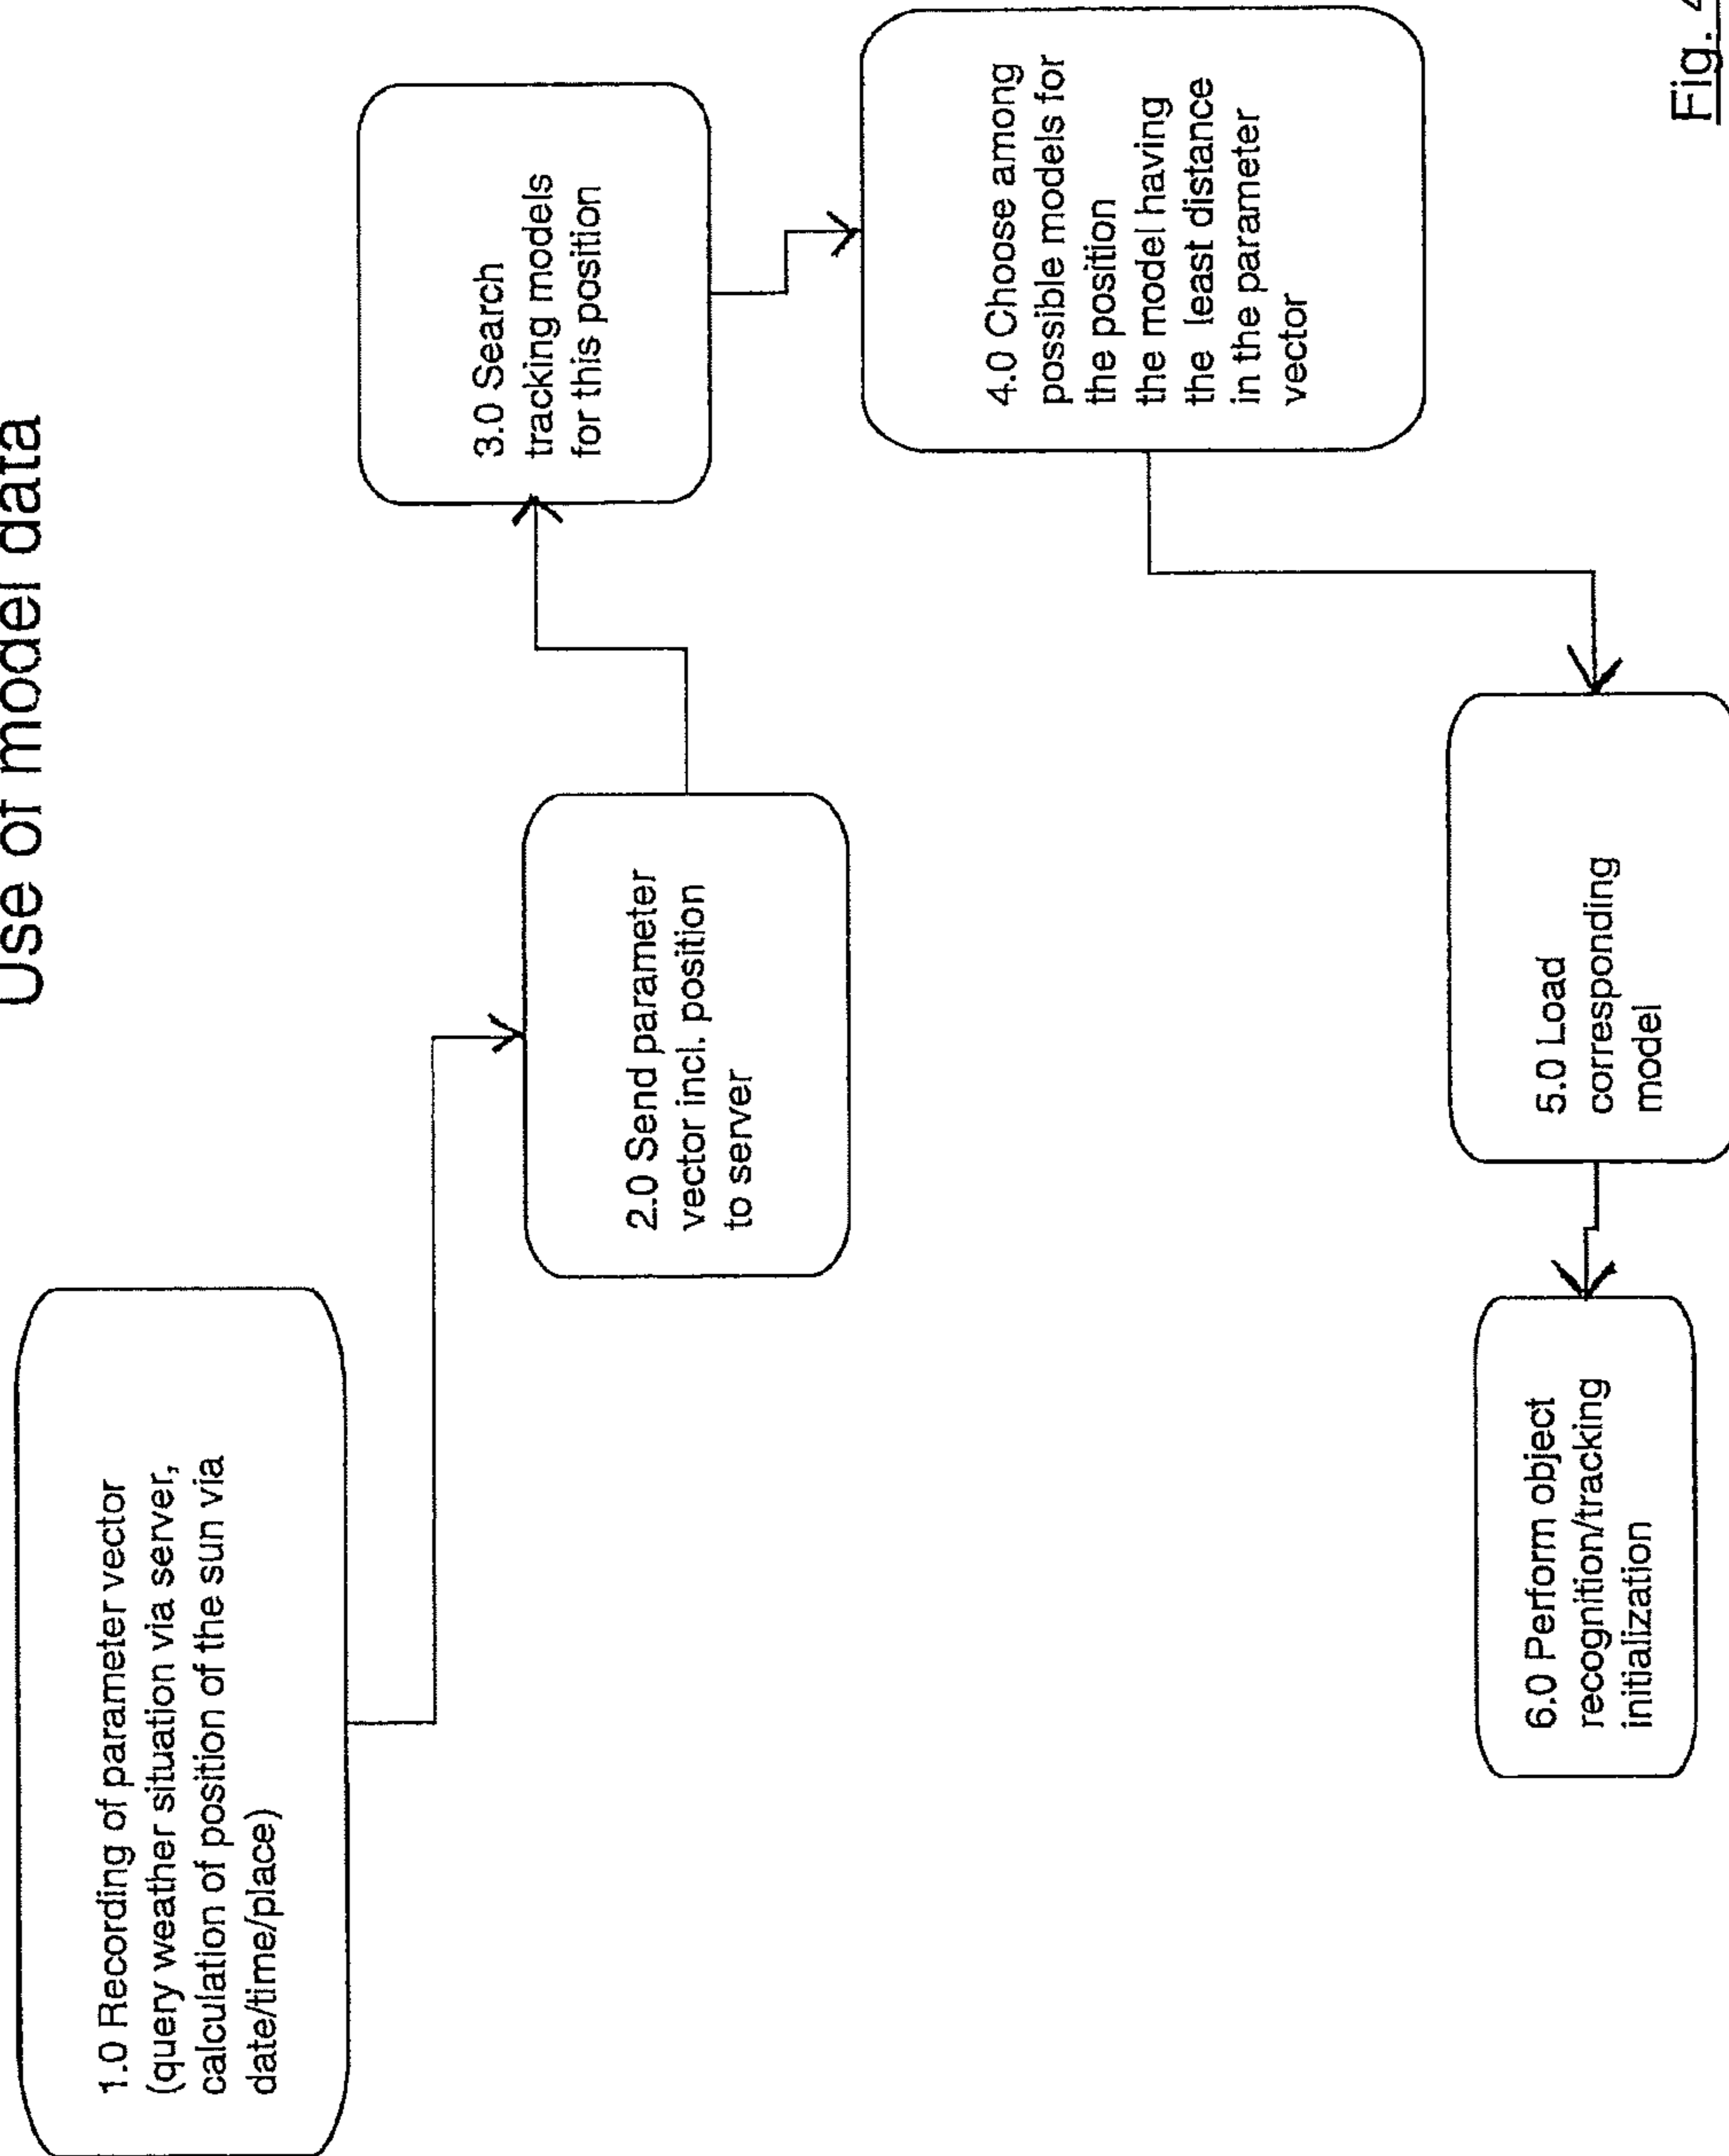 Use of model data
1.0 Recording of parameter vector
(query weather situation via server,
calculation of position of the sun via
date/time/place)
2.0 Send parameter
vector incl. position
to server
3.0 Search
tracking models
for this position
4.0 Choose among
possible models for
the position
the model having
the least distance
in the parameter
vector
5.0 Load
corresponding
model
6.0 Perform object
recognition/tracking
initialization
Fig. 4